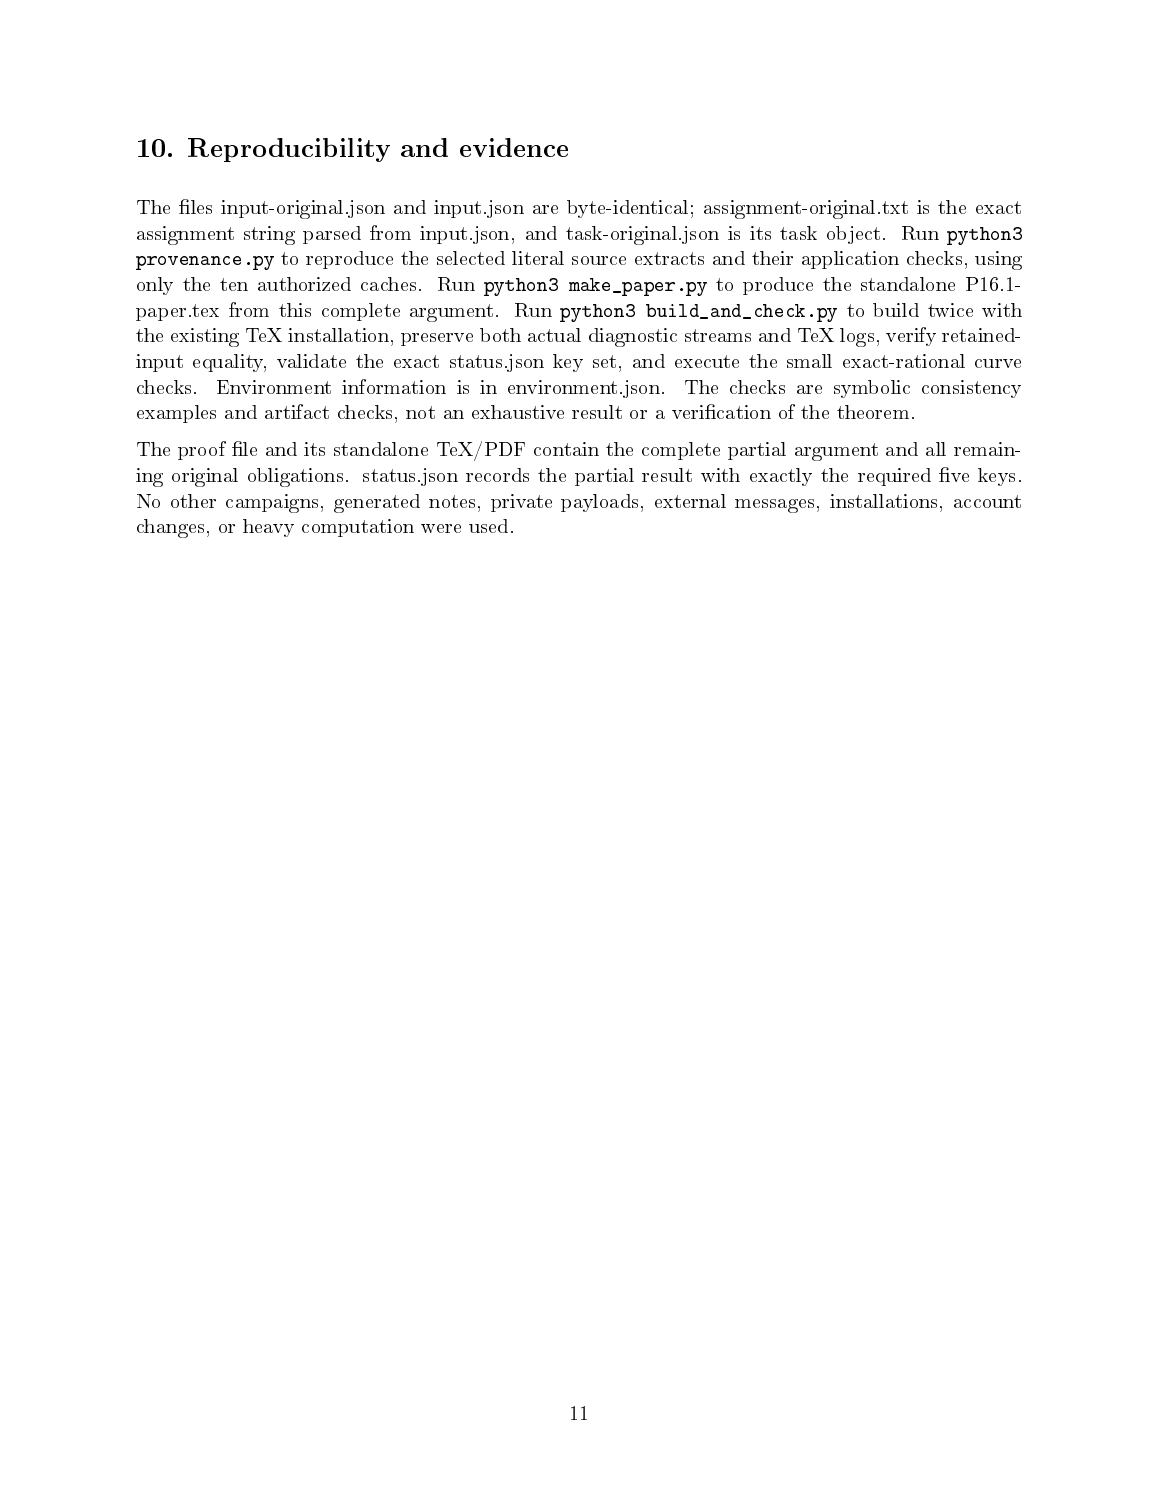 10. Reproducibility and evidence
The files input-original.json and input.json are byte-identical; assignment-original.txt is the exact
assignment string parsed from input.json, and task-original.json is its task object. Run python3
provenance.py to reproduce the selected literal source extracts and their application checks, using
only the ten authorized caches. Run python3 make_paper.py to produce the standalone P16.1-
paper.tex from this complete argument. Run python3 build_and_check.py to build twice with
the existing TeX installation, preserve both actual diagnostic streams and TeX logs, verify retained-
input equality, validate the exact status.json key set, and execute the small exact-rational curve
checks. Environment information is in environment.json. The checks are symbolic consistency
examples and artifact checks, not an exhaustive result or a verification of the theorem.
The proof file and its standalone TeX/PDF contain the complete partial argument and all remain-
ing original obligations. status.json records the partial result with exactly the required five keys.
No other campaigns, generated notes, private payloads, external messages, installations, account
changes, or heavy computation were used.
11